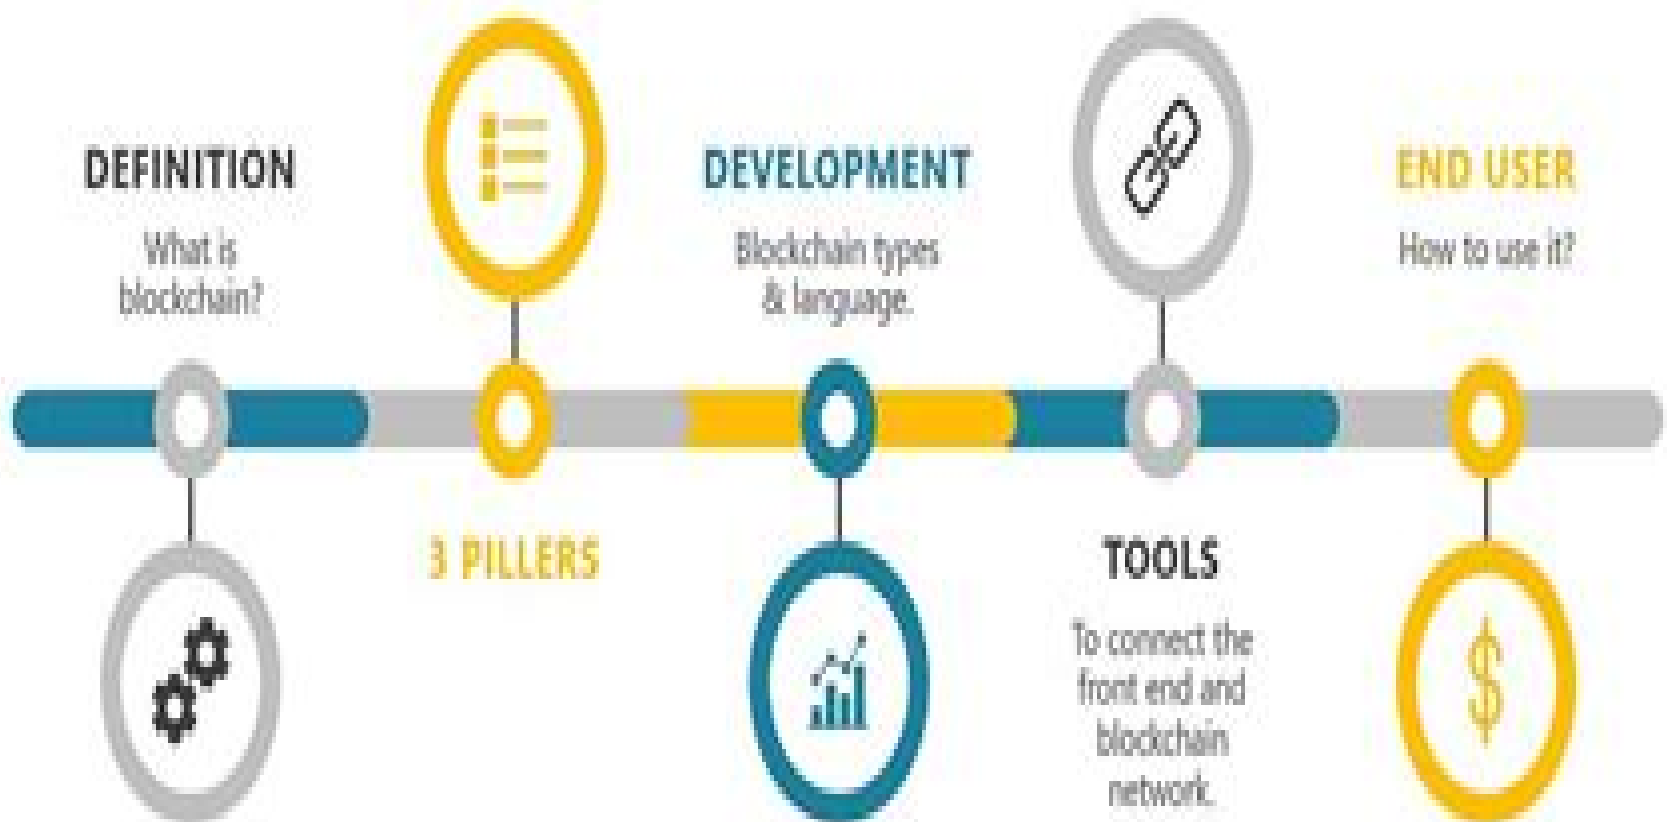 DEFINITION
What is
blockchain?
3 PILLERS
DEVELOPMENT
Blockchain types
& language.
TOOLS
To connect the
front end and
blockchain
network.
END USER
How to use it?